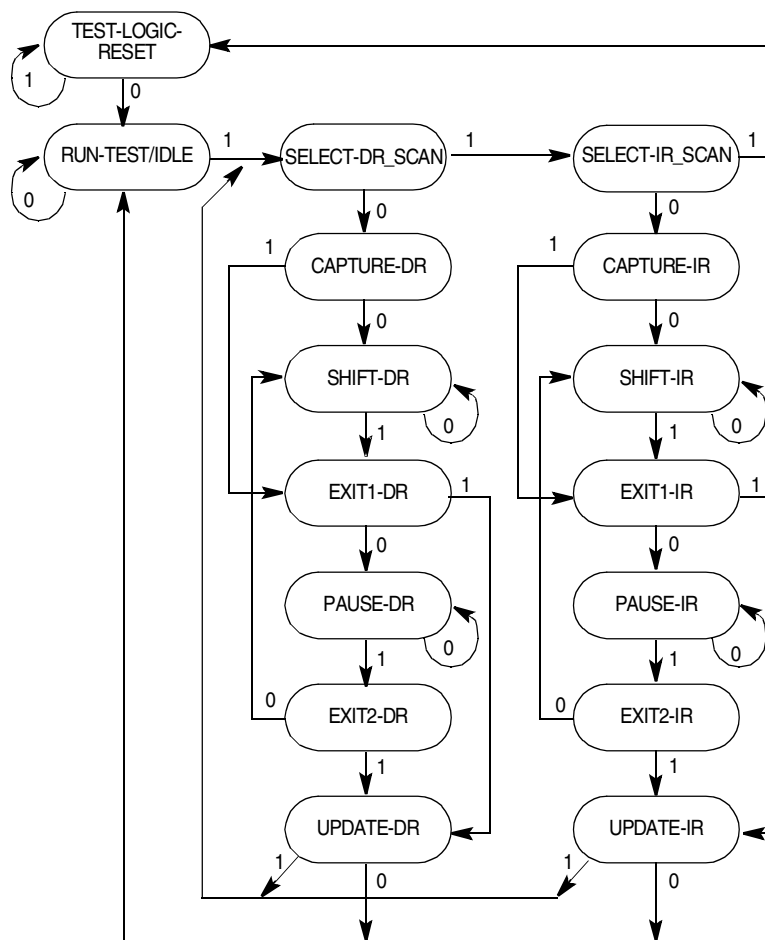 TEST-LOGIC-
RESET
1
0
RUN-TEST/IDLE
1
SELECT-DR_SCAN
1
SELECT-IR_SCAN
1
0
0
0
1
CAPTURE-DR
1
CAPTURE-IR
0
0
SHIFT-DR
0
SHIFT-IR
0
1
1
EXIT1-DR
1
EXIT1-IR
1
0
0
PAUSE-DR
0
PAUSE-IR
0
1
1
0
EXIT2-DR
0
EXIT2-IR
1
1
UPDATE-DR
UPDATE-IR
1
0
1
0